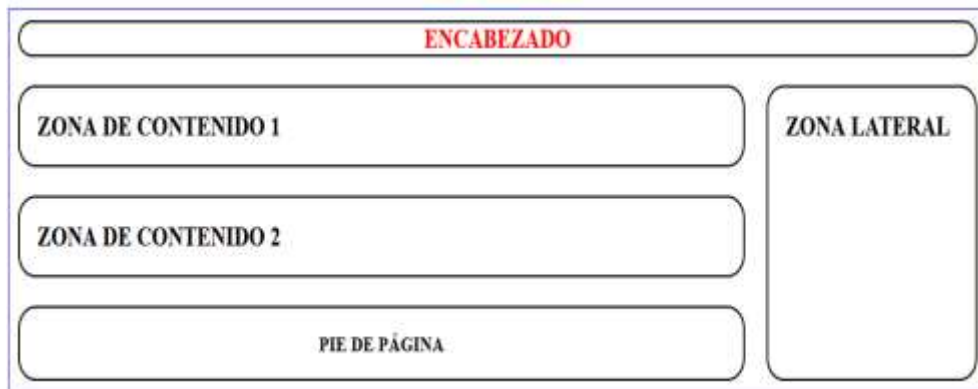 ENCABEZADO
ZONA DE CONTENIDO 1
ZONA LATERAL
ZONA DE CONTENIDO 2
PIE DE PÁGINA